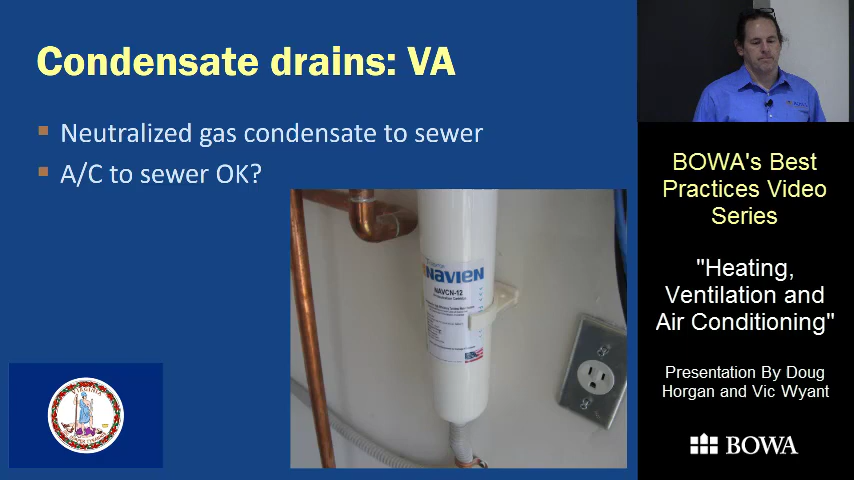 Condensate drains: VA
Neutralized gas condensate to sewer
A/C to sewer OK?
NAVIEN
NAVCN-12
VIRGINIA
BOWA's Best
Practices Video
Series
"Heating,
Ventilation and
Air Conditioning"
Presentation By Doug
Horgan and Vic Wyant
BOWA